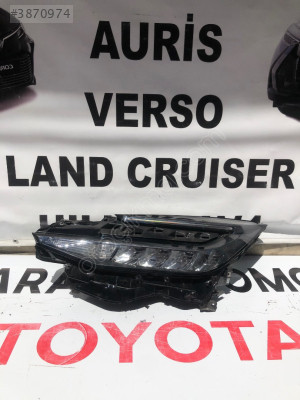 #3870974
AURİS
VERSO
LAND CRUISER
TOYOTA